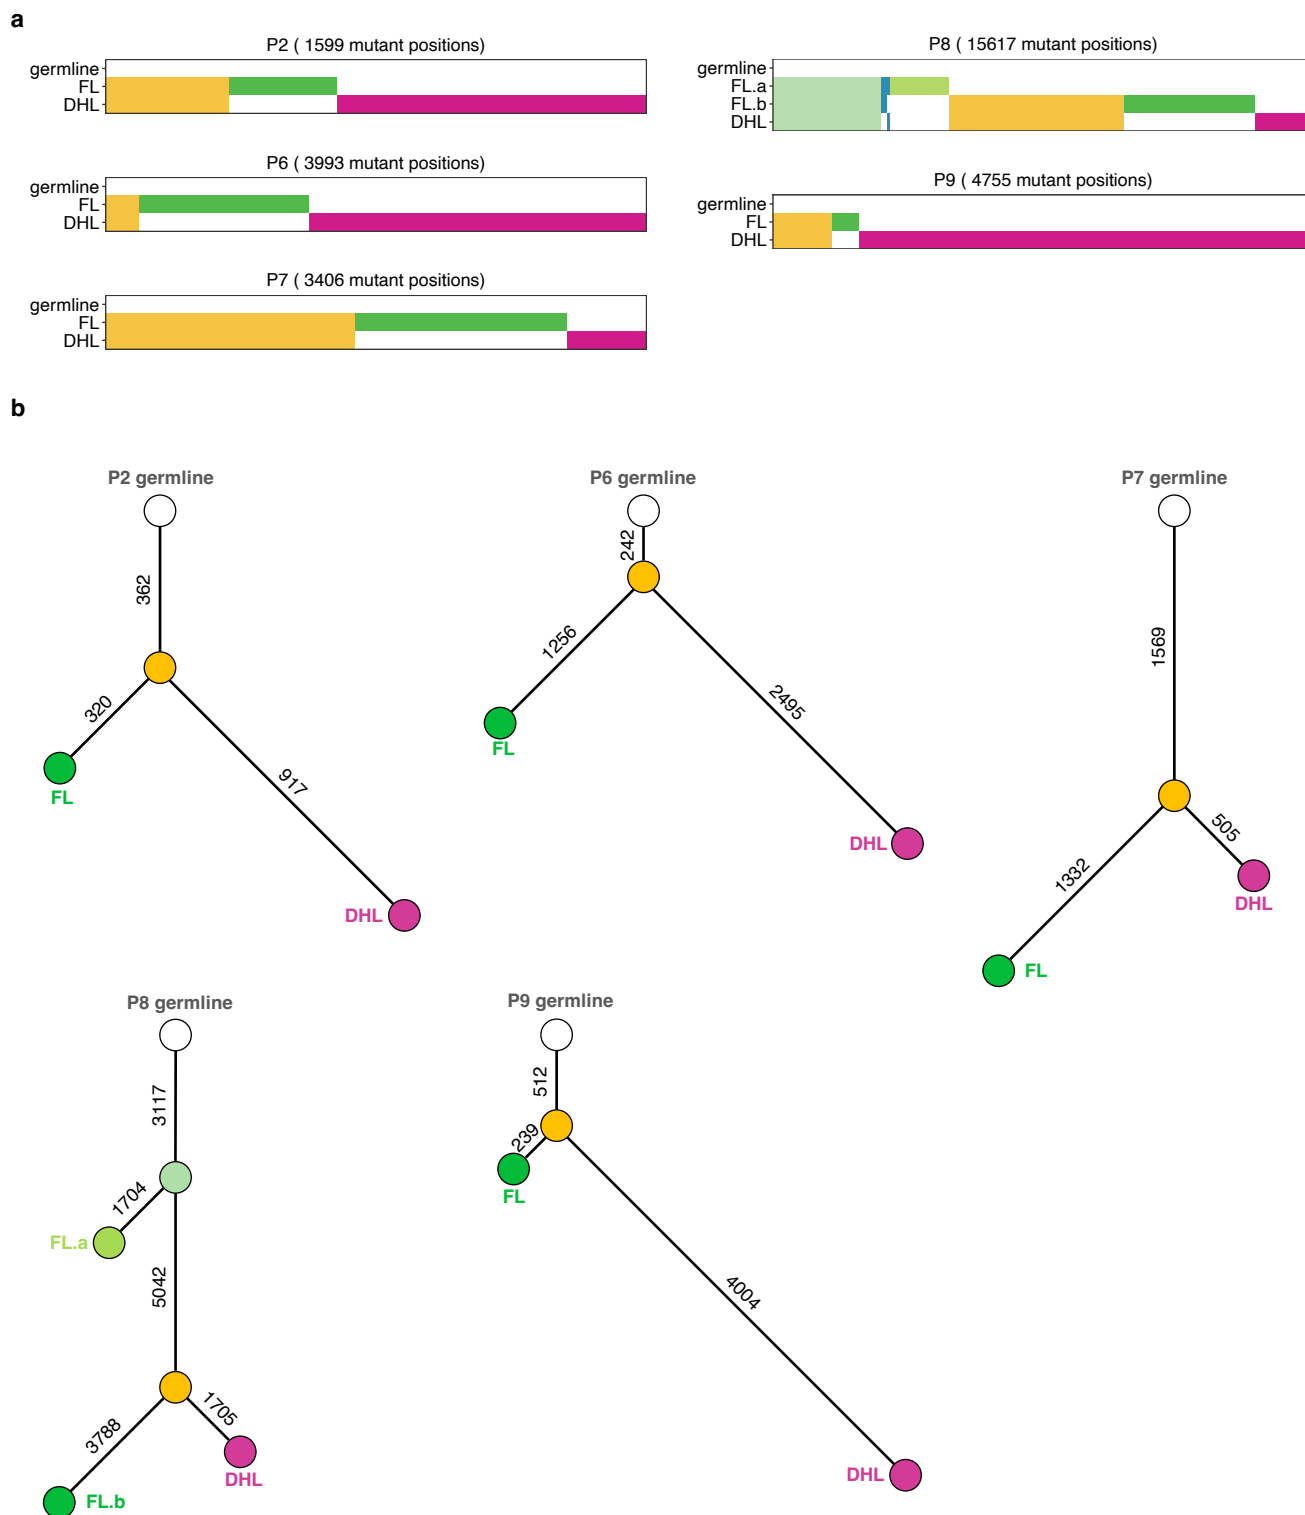 a
P2 ( 1599 mutant positions)
germline
FL
DHL
P6 ( 3993 mutant positions)
germline
FL
DHL
P7 ( 3406 mutant positions)
germline
FL
DHL
P8 ( 15617 mutant positions)
germline
FL.a
FL.b
DHL
P9 ( 4755 mutant positions)
germline
FL
DHL
b
P2 germline
362
320
917
FL
DHL
P6 germline
242
1256
2495
FL
DHL
P7 germline
1569
505
1332
DHL
FL
P8 germline
3117
1704
FL.a
5042
3788
1705
DHL
FL.b
P9 germline
512
239
FL
4004
DHL